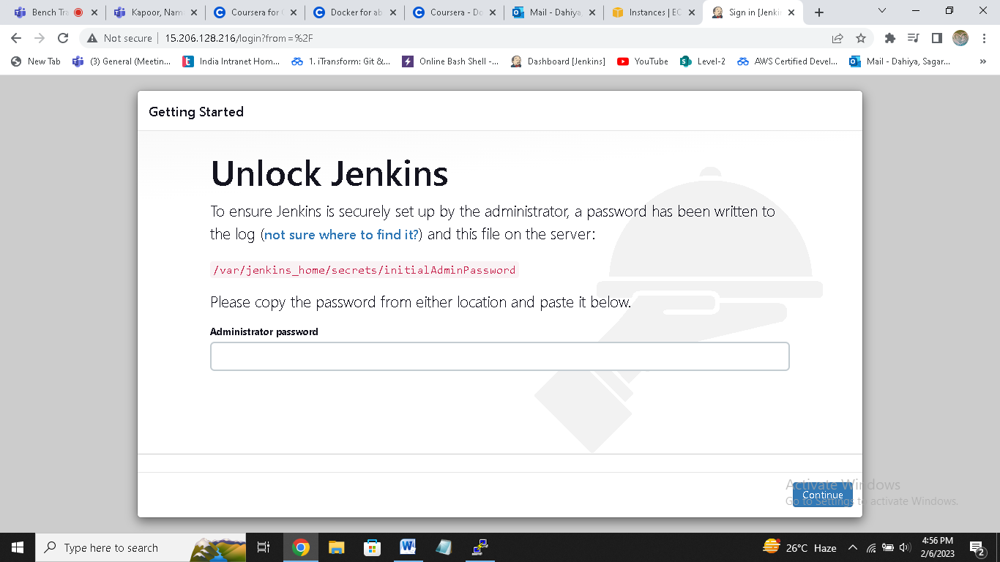 Bench Tra
Kapoor, Nam
Coursera for
Docker for ab
Coursera - Do
Mail - Dahiya,
Instances | EC
Sign in [Jenkin
Not secure
15.206.128.216/login?from=%2F
New Tab
(3) General (Meetin...
India Intranet Hom...
1. iTransform: Git &...
Online Bash Shell -...
Dashboard [Jenkins]
YouTube
Level-2
AWS Certified Devel...
Mail - Dahiya, Sagar...
»
Getting Started
Unlock Jenkins
To ensure Jenkins is securely set up by the administrator, a password has been written to
the log (not sure where to find it?) and this file on the server:
/var/jenkins_home/secrets/initialAdminPassword
Please copy the password from either location and paste it below.
Administrator password
Activate Windows
Continue
Go to Settings to activate Windows.
Type here to search
26°C Haze
4:56 PM
2/6/2023
2